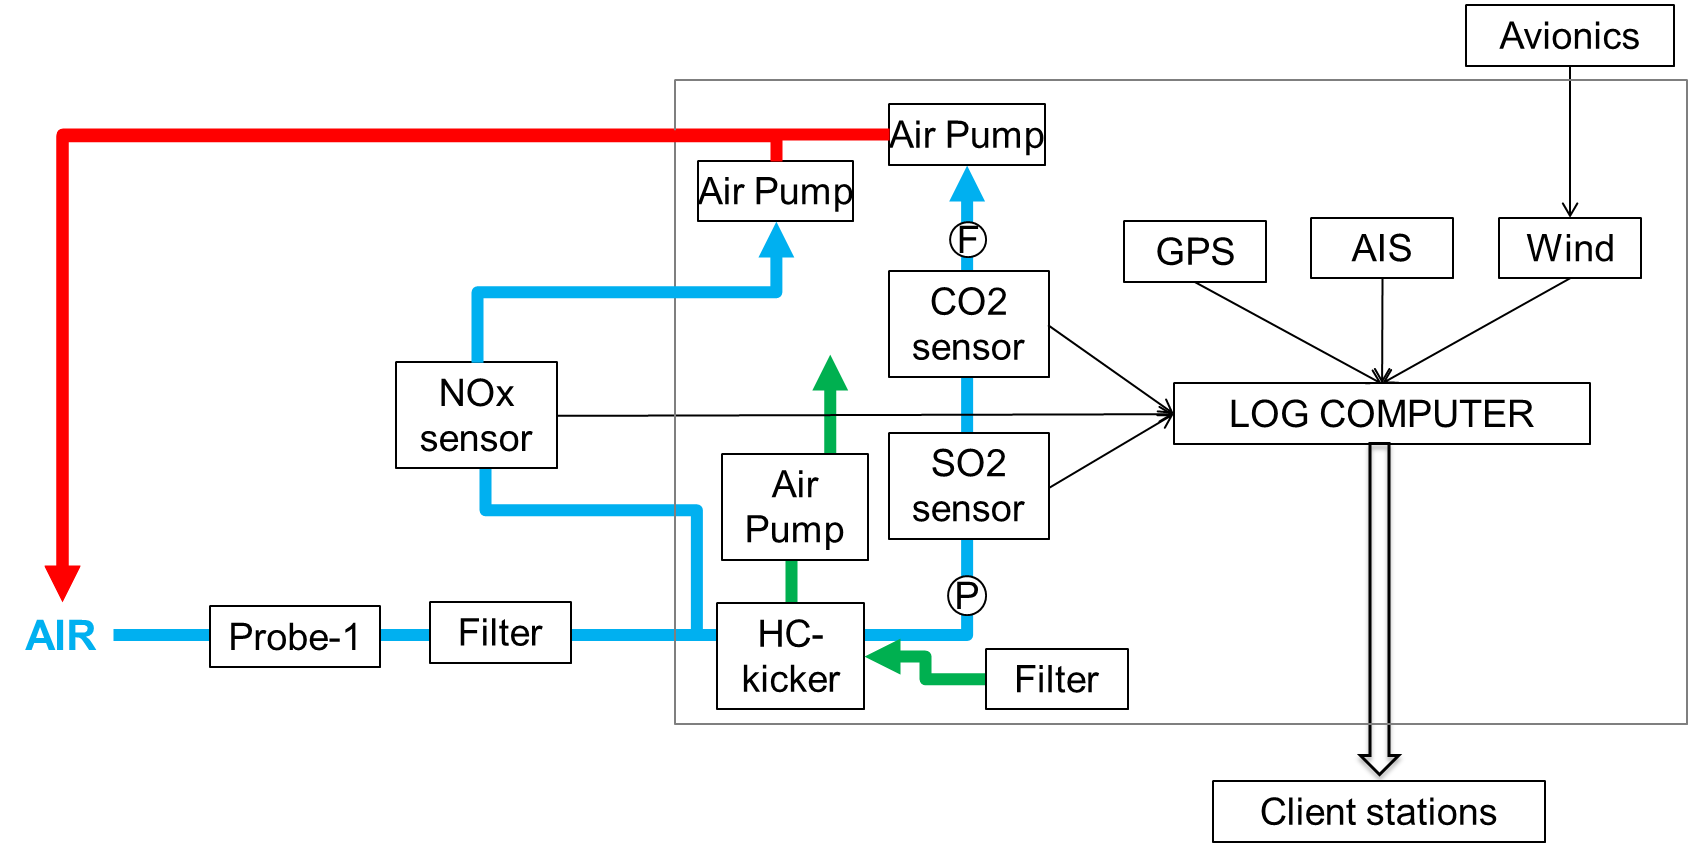 Avionics
Air Pump
Air Pump
F
GPS
AIS
Wind
CO2
sensor
NOx
sensor
LOG COMPUTER
Air
Pump
SO2
sensor
P
AIR
Probe-1
Filter
HC-
kicker
Filter
Client stations